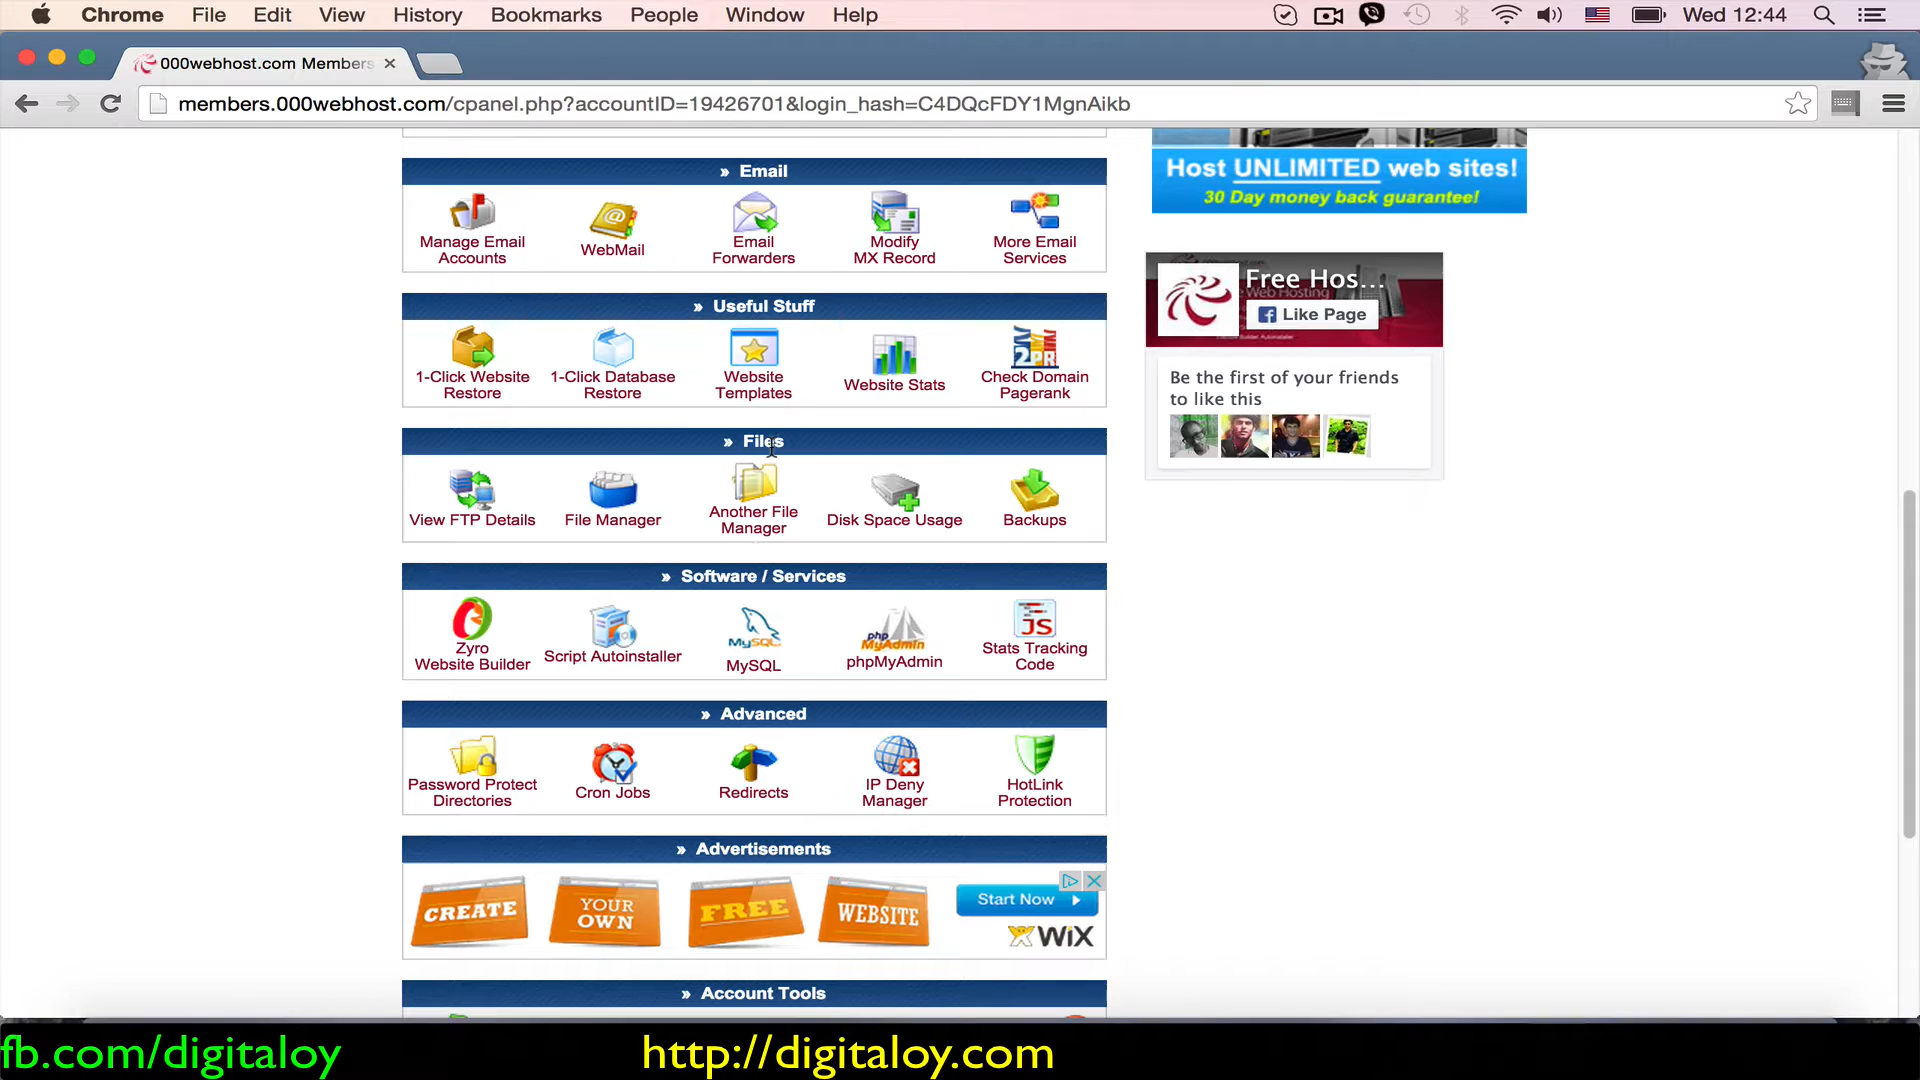 Chrome File Edit View History Bookmarks People Window Help Wed 12:44
000webhost.com Members
members.000webhost.com/cpanel.php?accountID=19426701&login_hash=C4DQcFDY1MgnAikb
» Email
Manage Email Accounts
WebMail
Email Forwarders
Modify MX Record
More Email Services
» Useful Stuff
1-Click Website Restore
1-Click Database Restore
Website Templates
Website Stats
2PR
Check Domain Pagerank
» Files
View FTP Details
File Manager
Another File Manager
Disk Space Usage
Backups
» Software / Services
Zyro Website Builder
Script Autoinstaller
MySQL
MySQL
php MyAdmin
phpMyAdmin
JS
Stats Tracking Code
» Advanced
Password Protect Directories
Cron Jobs
Redirects
IP Deny Manager
HotLink Protection
» Advertisements
CREATE
YOUR OWN
FREE
WEBSITE
Start Now
WiX
» Account Tools
Host UNLIMITED web sites!
30 Day money back guarantee!
Free Hos...
Like Page
Be the first of your friends
to like this
fb.com/digitaloy
http://digitaloy.com